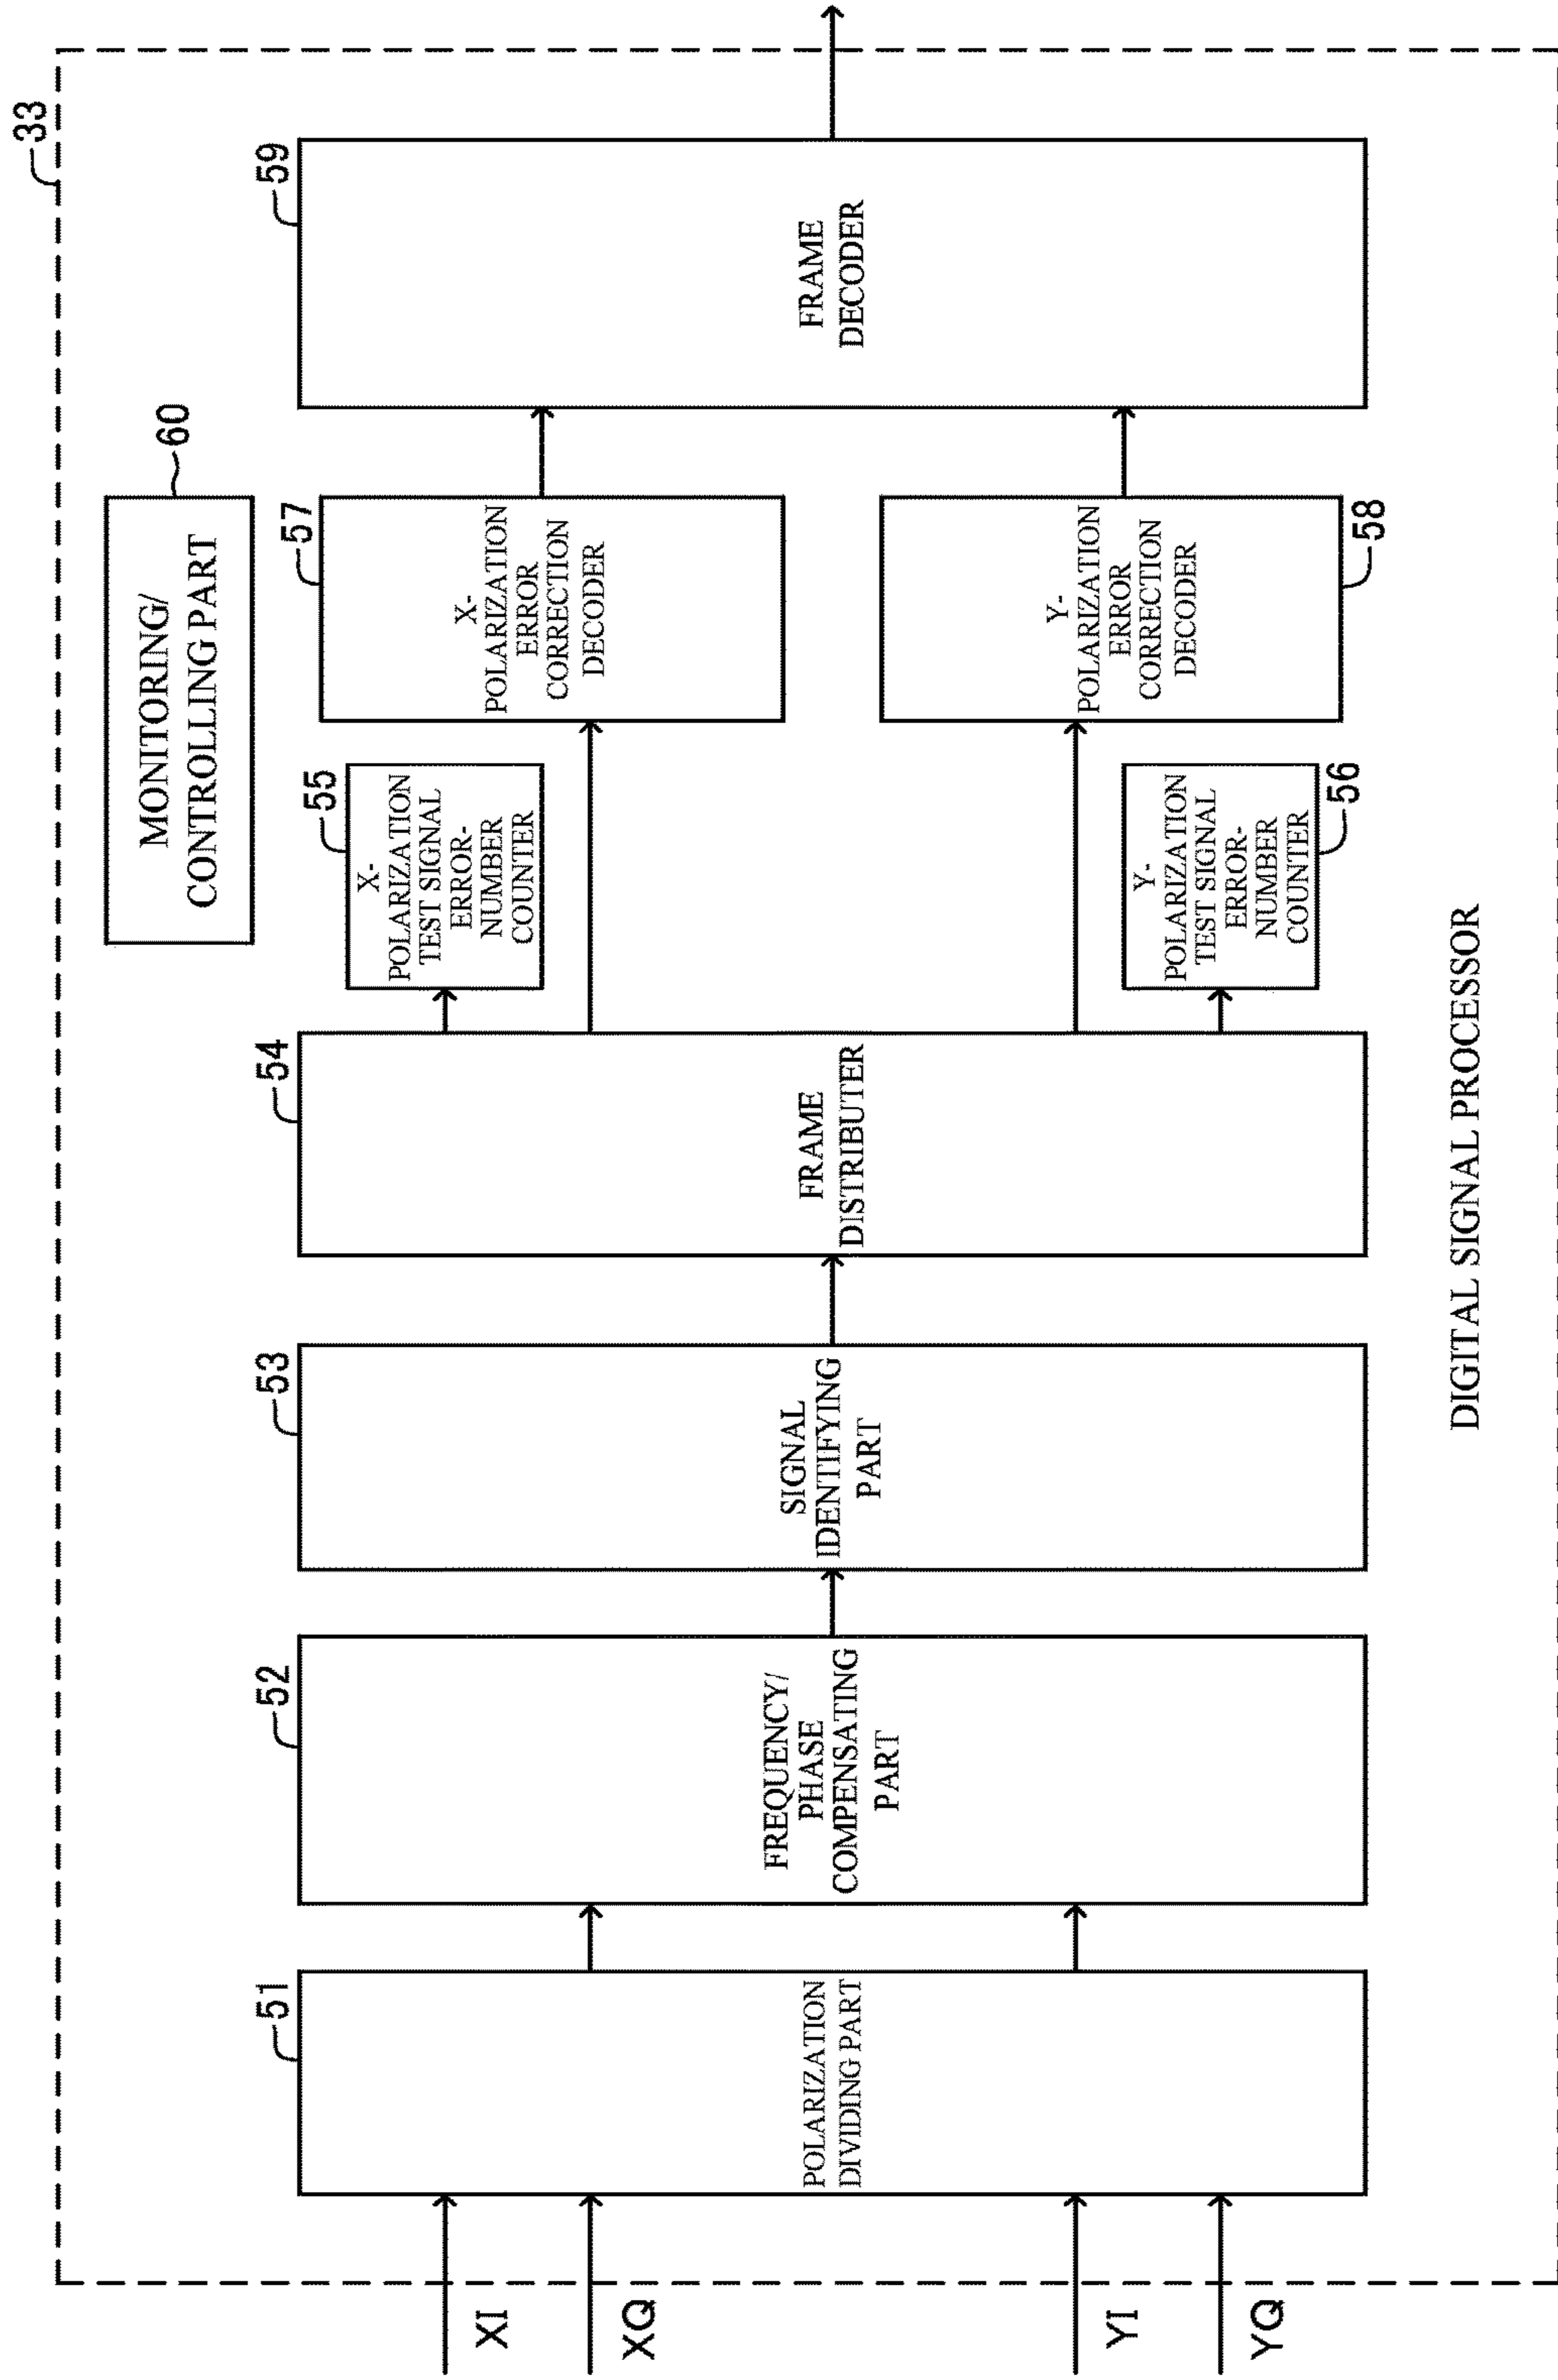 33
MONITORING/
CONTROLLING PART
60
51
POLARIZATION
DIVIDING PART
52
FREQUENCY/
PHASE
COMPENSATING
PART
53
SIGNAL
IDENTIFYING
PART
54
FRAME
DISTRIBUTER
55
X-
POLARIZATION
TEST SIGNAL
ERROR-
NUMBER
COUNTER
57
X-
POLARIZATION
ERROR
CORRECTION
DECODER
59
FRAME
DECODER
XI
XQ
YI
YQ
Y-
POLARIZATION
TEST SIGNAL
ERROR-
NUMBER
COUNTER
56
Y-
POLARIZATION
ERROR
CORRECTION
DECODER
58
DIGITAL SIGNAL PROCESSOR